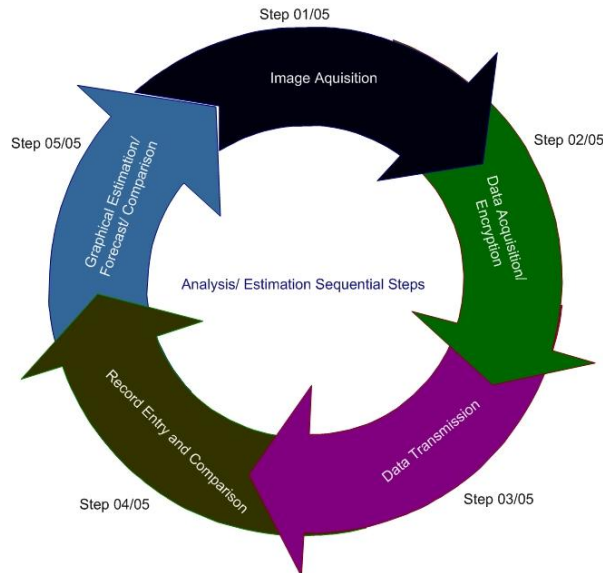 Step 01/05
Image Aquisition
Step 02/05
Data Acquisition/
Encryption
Step 03/05
Data Transmission
Step 04/05
Record Entry and Comparison
Step 05/05
Graphical Estimation/
Forecast/ Comparison
Analysis/ Estimation Sequential Steps